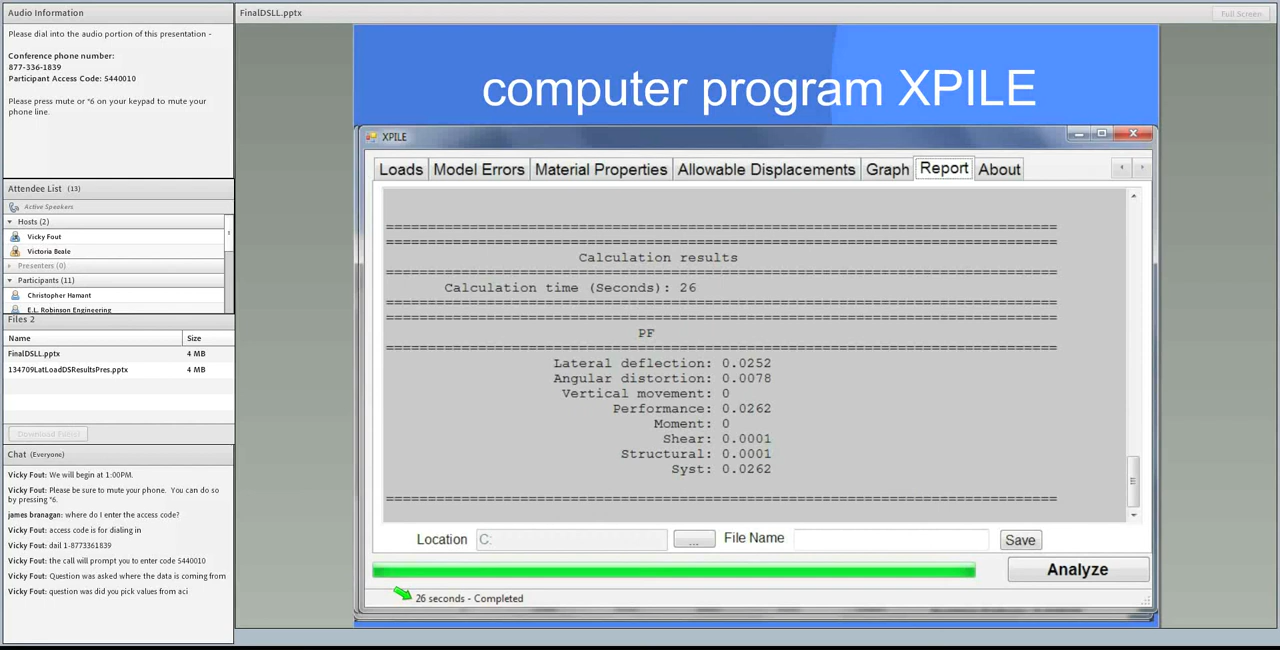 Audio Information
Please dial into the audio portion of this presentation -
Conference phone number:
877-336-1839
Participant Access Code: 5440010
Please press mute or *6 on your keypad to mute your
phone line.
Attendee List (13)
Active Speakers
Hosts (2)
Vicky Fout
Victoria Beale
Presenters (0)
Participants (11)
Christopher Hamant
E.L. Robinson Engineering
Files 2
Name Size
FinalDSLL.pptx 4 MB
134709LatLoadDSResultsPres.pptx 4 MB
Download File(s)
Chat (Everyone)
Vicky Fout: We will begin at 1:00PM.
Vicky Fout: Please be sure to mute your phone. You can do so
by pressing *6.
james branagan: where do I enter the access code?
Vicky Fout: access code is for dialing in
Vicky Fout: dail 1-8773361839
Vicky Fout: the call will prompt you to enter code 5440010
Vicky Fout: Question was asked where the data is coming from
Vicky Fout: question was did you pick values from aci
FinalDSLL.pptx
Full Screen
computer program XPILE
XPILE
Loads Model Errors Material Properties Allowable Displacements Graph Report About
Calculation results
Calculation time (Seconds): 26
PF
Lateral deflection: 0.0252
Angular distortion: 0.0078
Vertical movement: 0
Performance: 0.0262
Moment: 0
Shear: 0.0001
Structural: 0.0001
Syst: 0.0262
Location C: ... File Name Save
Analyze
26 seconds - Completed